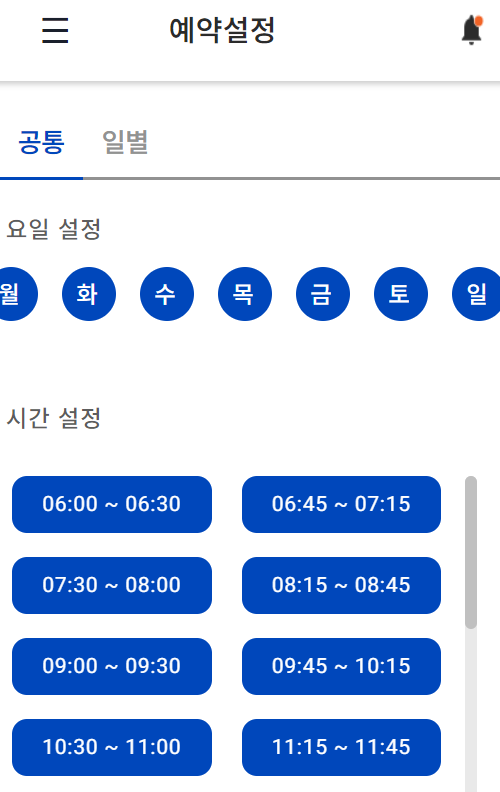 예약설정
공통 일별
요일 설정
월 화 수 목 금 토 일
시간 설정
06:00 ~ 06:30 06:45 ~ 07:15
07:30 ~ 08:00 08:15 ~ 08:45
09:00 ~ 09:30 09:45 ~ 10:15
10:30 ~ 11:00 11:15 ~ 11:45